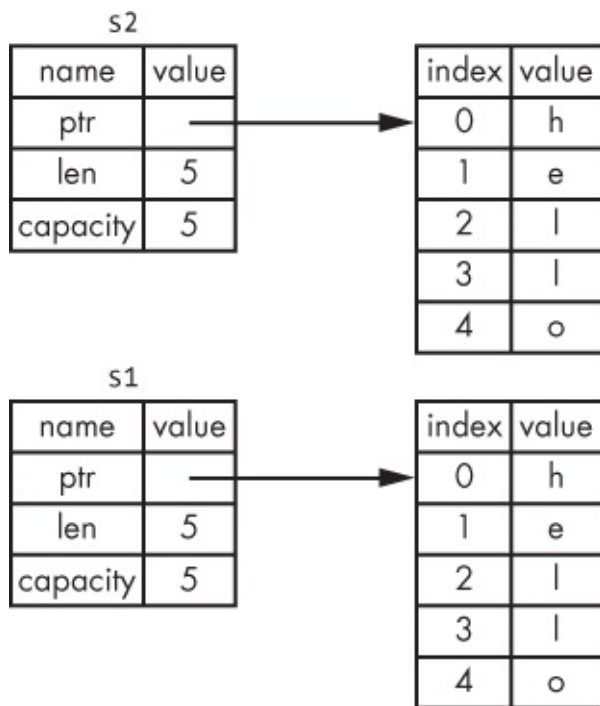 s2
name value index value
ptr 0 h
len 5 1 e
capacity 5 2 l
3 l
4 o
s1
name value index value
ptr 0 h
len 5 1 e
capacity 5 2 l
3 l
4 o